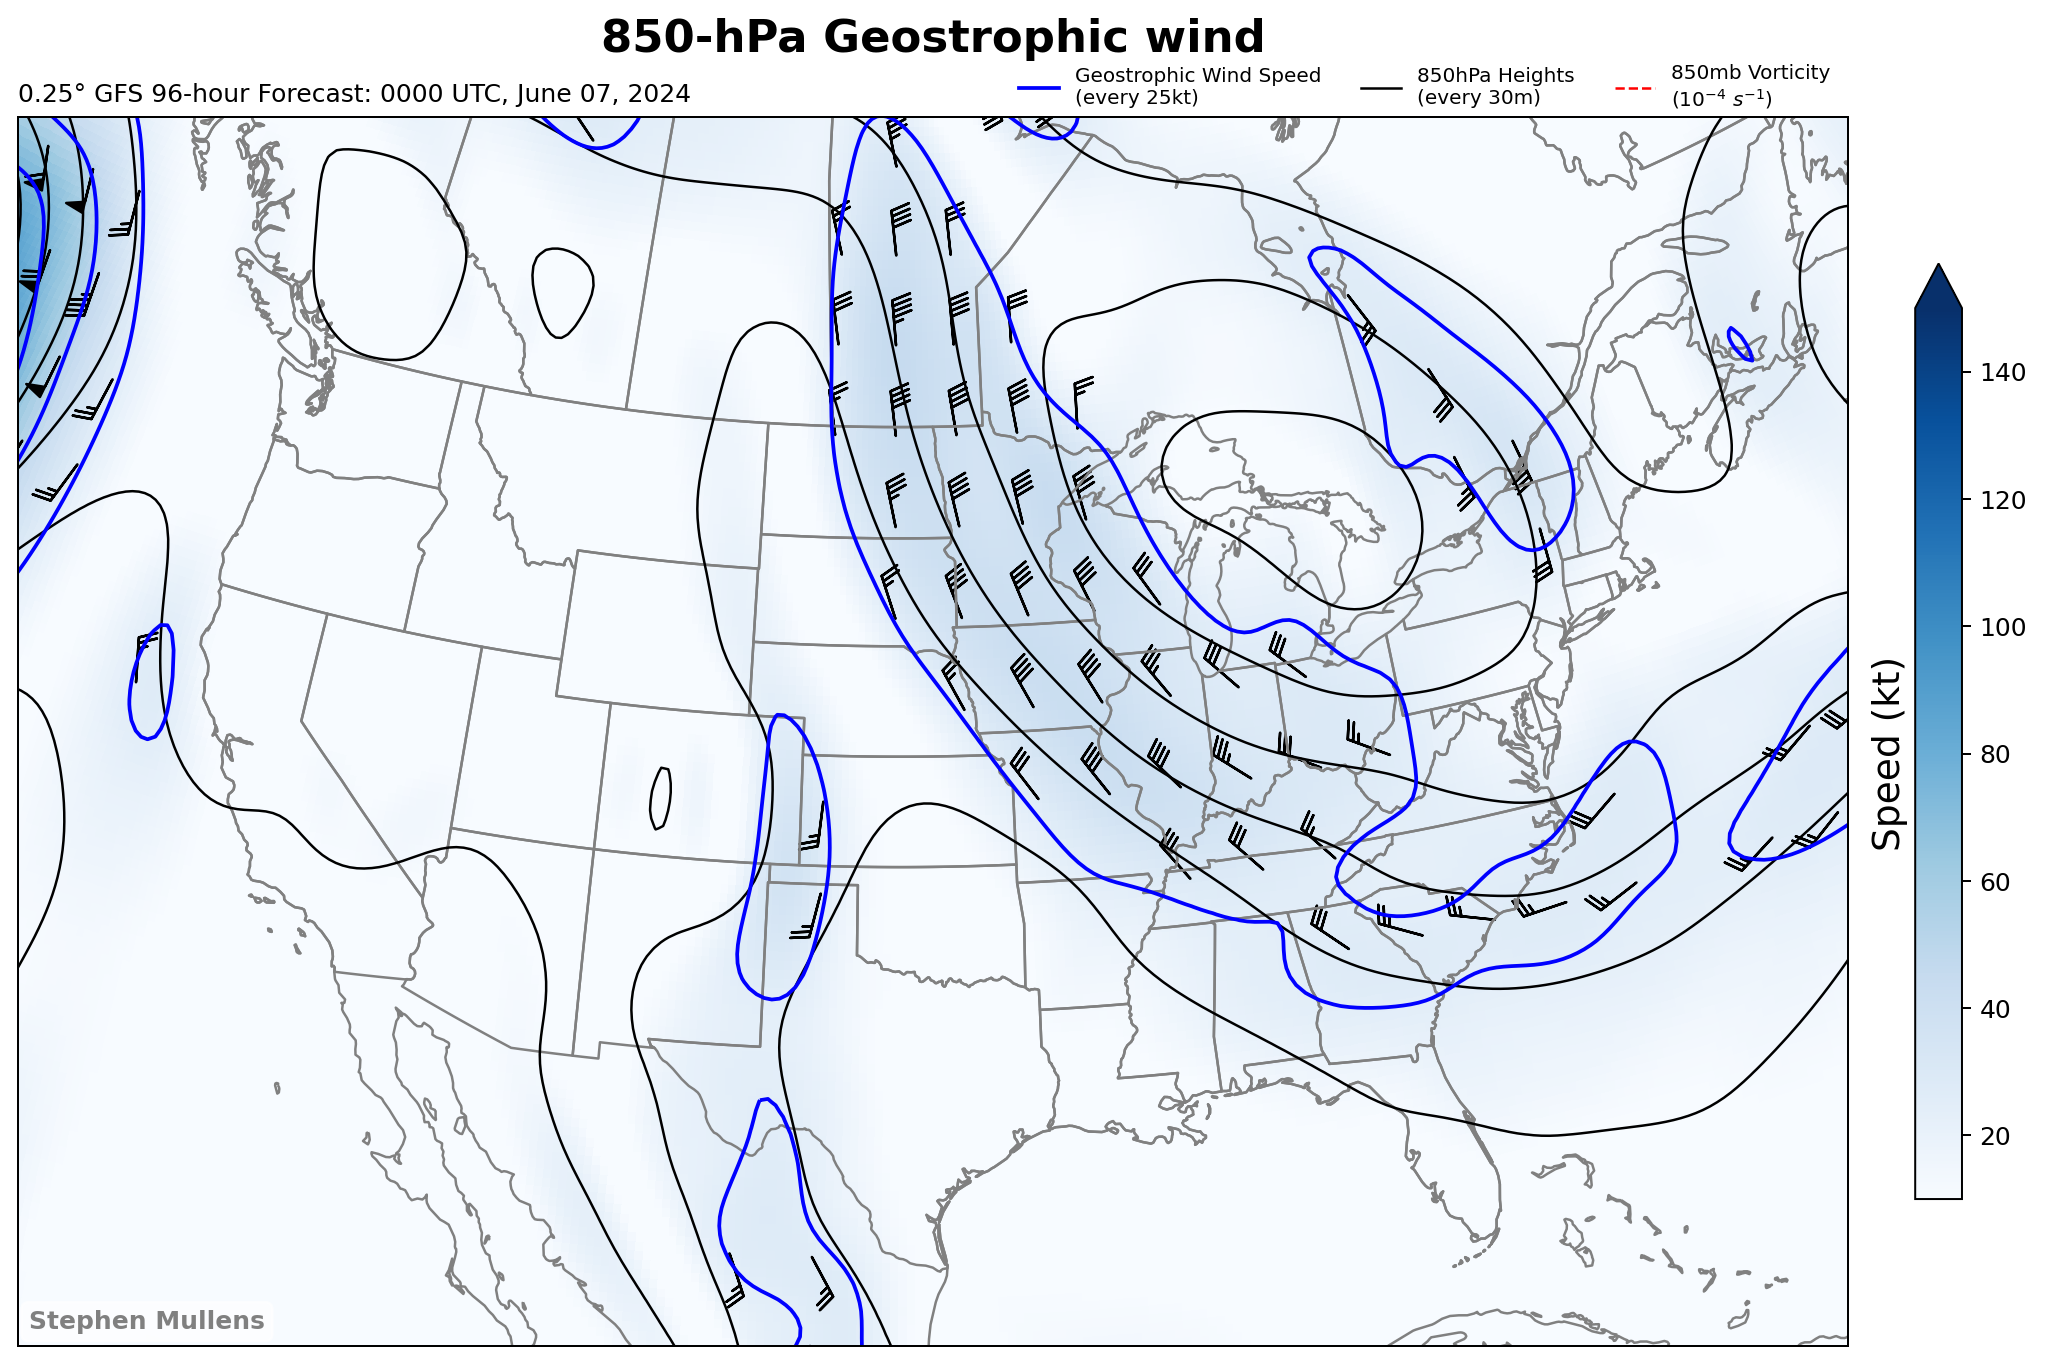 850-hPa Geostrophic wind
0.25° GFS 96-hour Forecast: 0000 UTC, June 07, 2024
Geostrophic Wind Speed
(every 25kt)
850hPa Heights
(every 30m)
850mb Vorticity
(10⁻⁴ s⁻¹)
140
120
100
80
60
40
20
Speed (kt)
Stephen Mullens